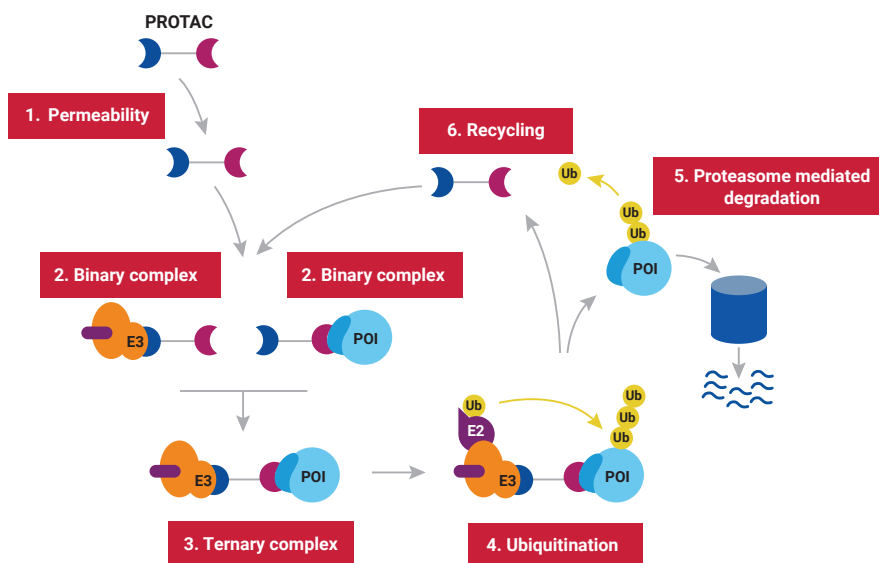 PROTAC
1. Permeability
6. Recycling
Ub
5. Proteasome mediated
degradation
Ub
Ub
POI
2. Binary complex
2. Binary complex
E3
POI
Ub
E2
Ub
Ub
Ub
E3
POI
E3
POI
3. Ternary complex
4. Ubiquitination